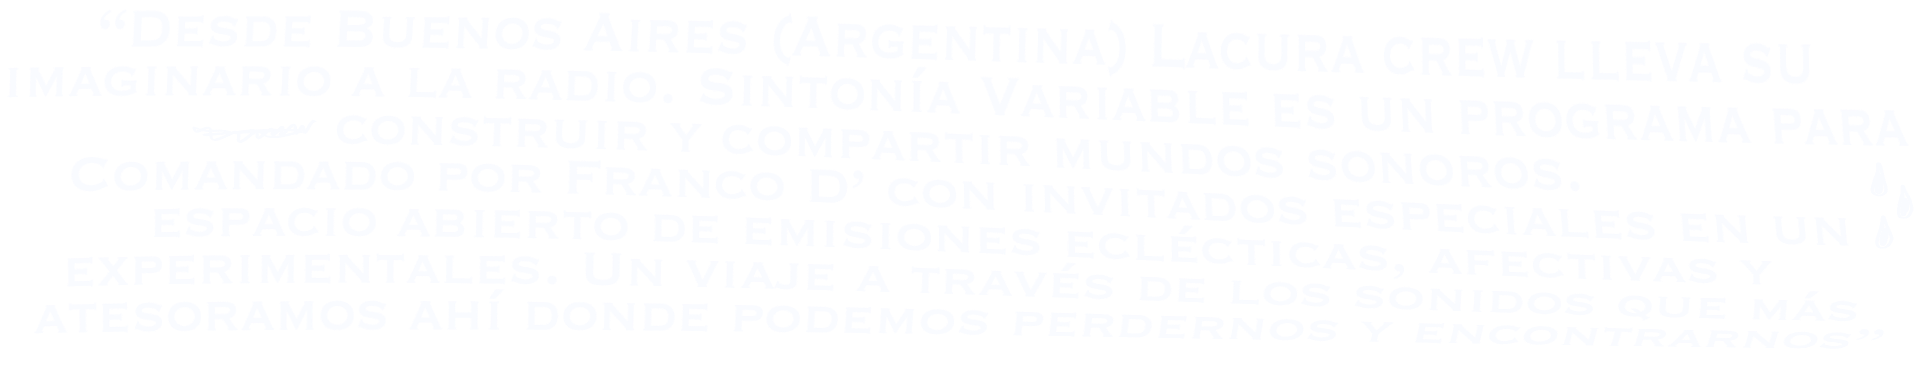 “Desde Buenos Aires (Argentina) Lacura crew lleva su
imaginario a la radio. Sintonía Variable es un programa para
construir y compartir mundos sonoros.
Comandado por Franco D’ con invitados especiales en un
espacio abierto de emisiones eclécticas, afectivas y
experimentales. Un viaje a través de los sonidos que más
atesoramos ahí donde podemos perdernos y encontrarnos”